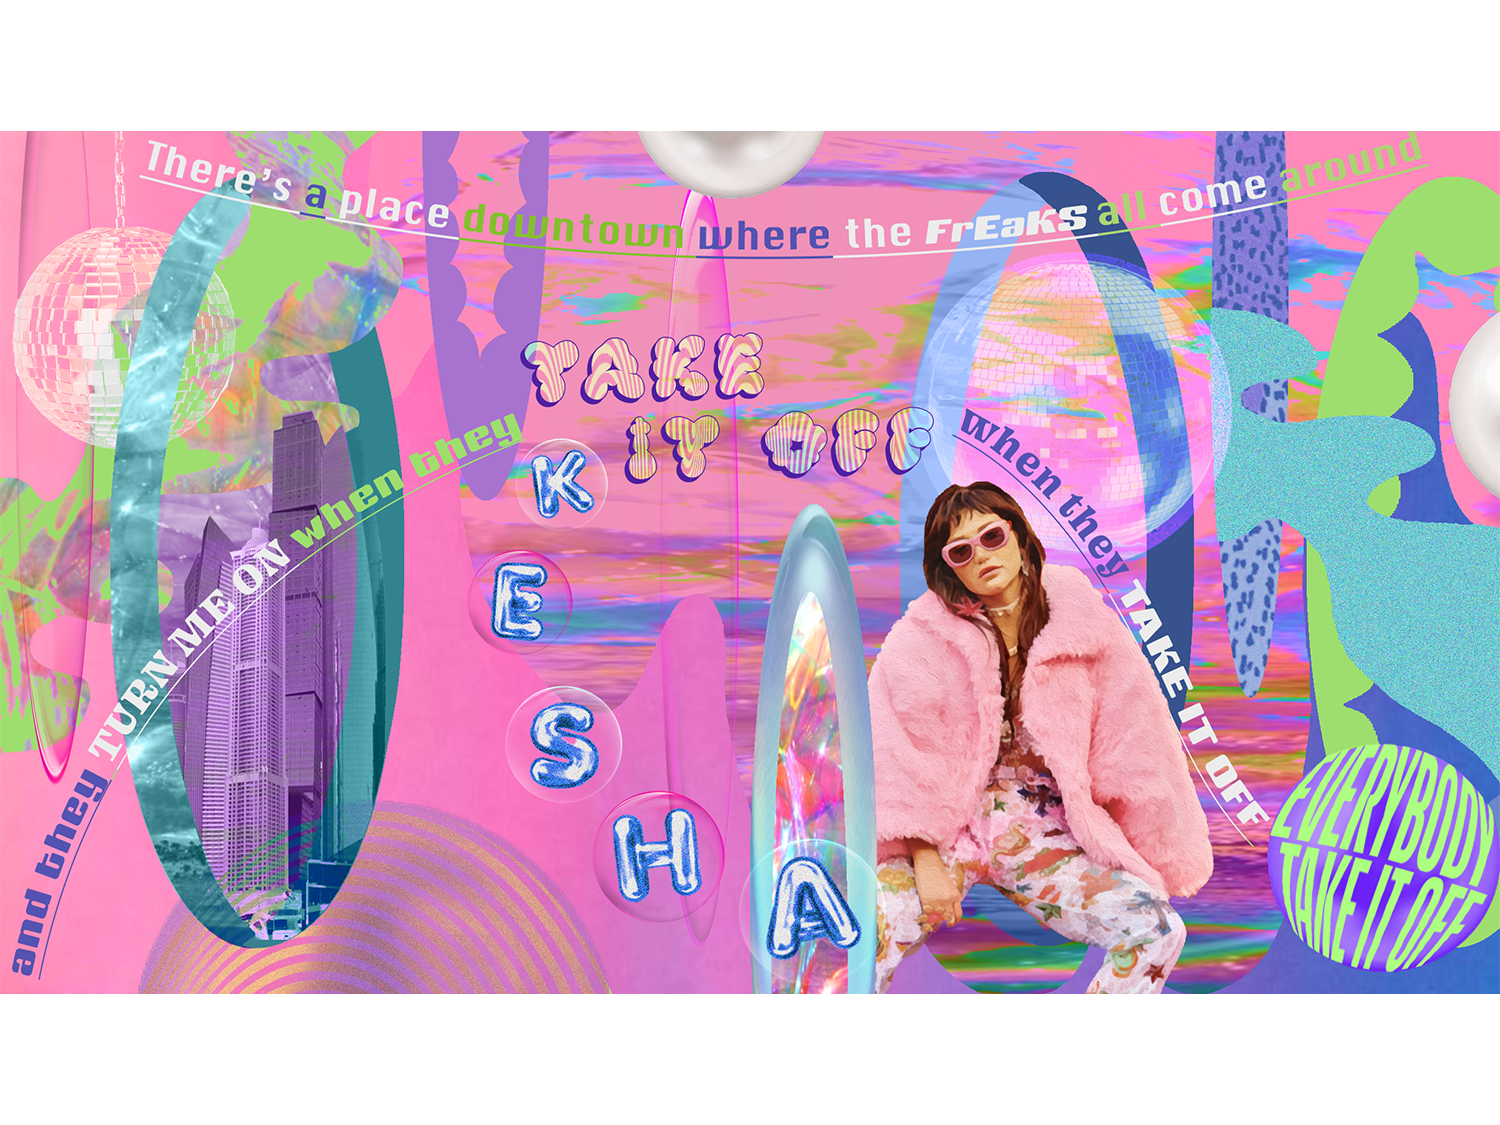 There's a place downtown where the FrEaKS all come around
TAKE
IT OFF
KESHA
and they TURN ME ON when they
when they TAKE IT OFF
EVERYBODY
TAKE IT OFF